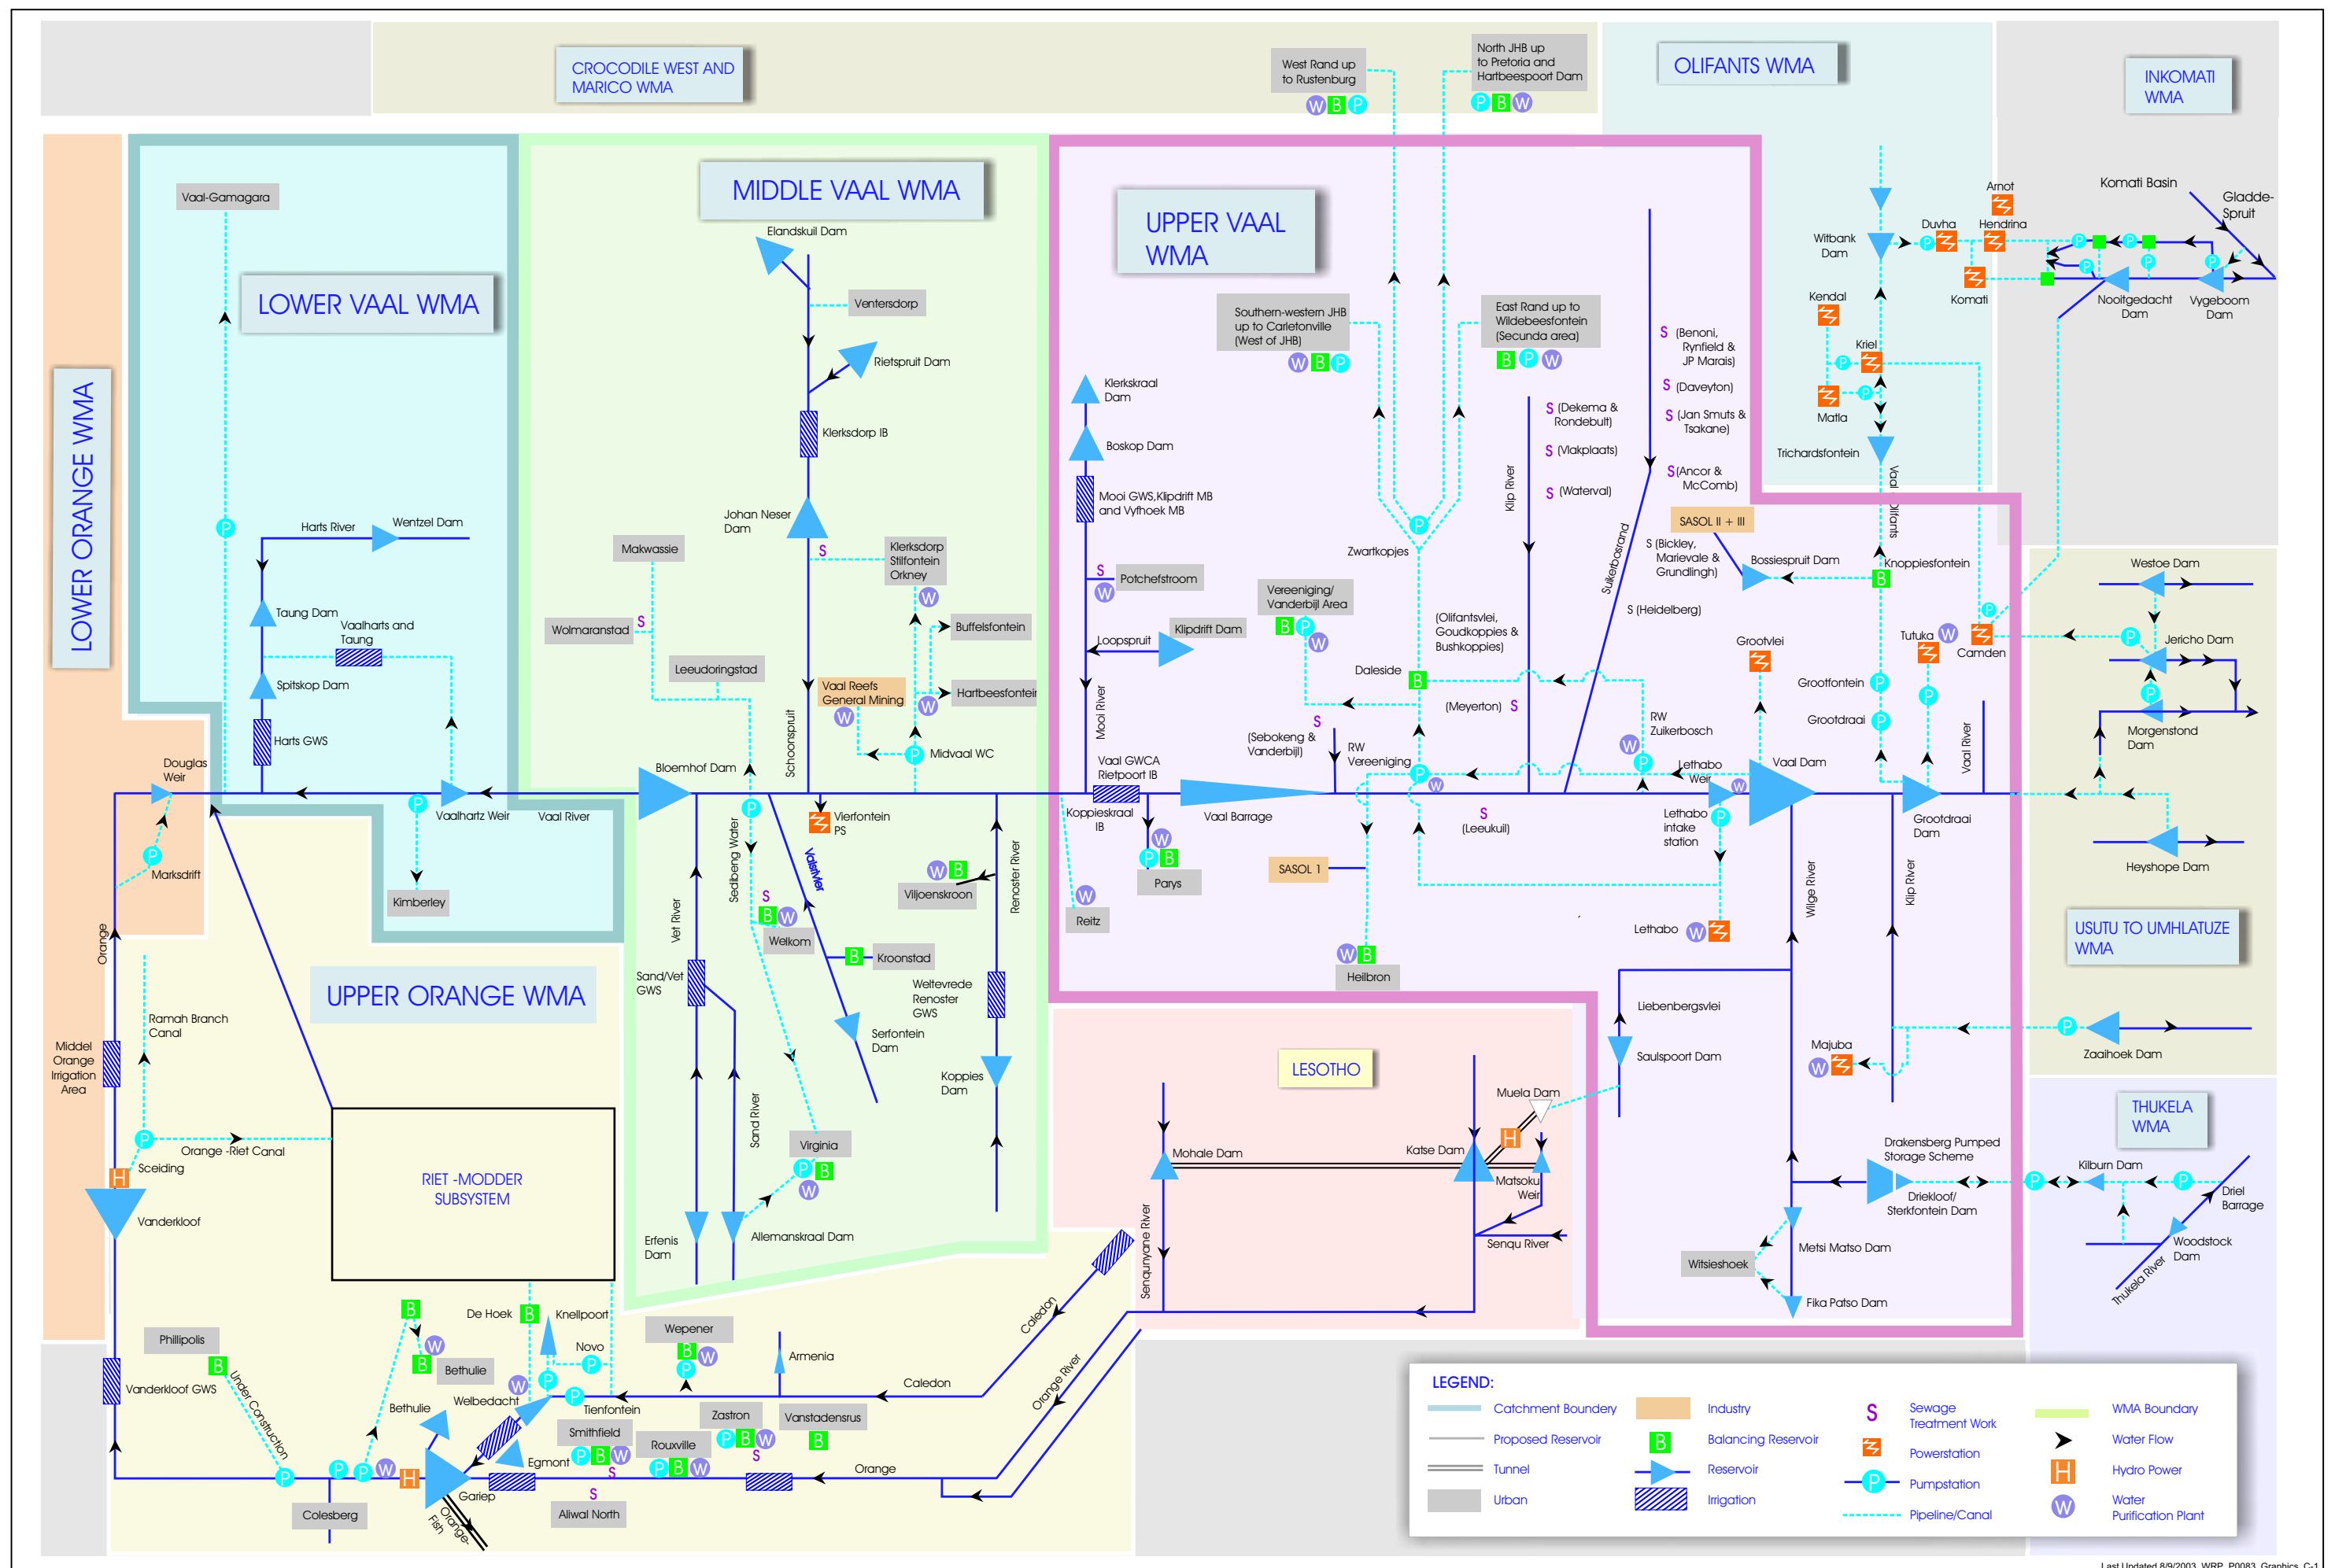 CROCODILE WEST AND
MARICO WMA
West Rand up
to Rustenburg
W B P
North JHB up
to Pretoria and
Hartbeespoort Dam
P B W
OLIFANTS WMA
INKOMATI
WMA
LOWER ORANGE WMA
Vaal-Gamagara
LOWER VAAL WMA
P
Harts River
Wentzel Dam
Taung Dam
Vaalharts and
Taung
Spitskop Dam
Harts GWS
Douglas
Weir
P
Marksdrift
P
Vaalhartz Weir
Kimberley
Vaal River
MIDDLE VAAL WMA
Elandskuil Dam
Ventersdorp
Rietspruit Dam
Klerksdorp IB
Johan Neser
Dam
S
Makwassie
Klerksdorp
Stilfontein
Orkney
W
Wolmaranstad
S
Buffelsfontein
Leeudoringstad
Vaal Reefs
General Mining
W
Hartbeesfontein
W
Schoonspruit
P
Midvaal WC
Bloemhof Dam
P
Vierfontein
PS
Sedibeng Water
Valsrivier
Vet River
Renoster River
W B
Viljoenskroon
S
B W
Welkom
B
Kroonstad
Sand/Vet
GWS
Weltevrede
Renoster
GWS
Serfontein
Dam
Koppies
Dam
Sand River
Virginia
P B
W
Erfenis
Dam
Allemanskraal Dam
UPPER VAAL
WMA
Klerkskraal
Dam
Boskop Dam
Mooi GWS,Klipdrift MB
and Vyfhoek MB
S
Potchefstroom
W
Loopspruit
Klipdrift Dam
Mooi River
Vaal GWCA
Rietpoort IB
Koppieskraal
IB
Southern-western JHB
up to Carletonville
(West of JHB)
W B P
East Rand up to
Wildebeesfontein
(Secunda area)
B P W
P
Zwartkopjes
Vereeniging/
Vanderbijl Area
B P
W
Daleside
B
(Olifantsvlei,
Goudkoppies &
Bushkoppies)
(Meyerton) S
S
(Sebokeng &
Vanderbijl)
RW
Vereeniging
P
W
Vaal Barrage
S
(Leeukuil)
W
P B
Parys
W
Reitz
SASOL 1
W B
Heilbron
Klip River
S (Dekema &
Rondebult)
S (Vlakplaats)
S (Waterval)
Suikerbosrand
S (Benoni,
Rynfield &
JP Marais)
S (Daveyton)
S (Jan Smuts &
Tsakane)
S (Ancor &
McComb)
SASOL II + III
S (Bickley,
Marievale &
Grundlingh)
S (Heidelberg)
Bossiespruit Dam
Knoppiesfontein
B
Grootvlei
RW
Zuikerbosch
W
P
Lethabo
Weir
W
Vaal Dam
Lethabo
intake
station
P
Lethabo
W
Grootfontein
P
Grootdraai
P
Tutuka
W
P
Camden
P
Grootdraai
Dam
Vaal River
Wilge River
Klip River
Liebenbergsvlei
Saulspoort Dam
Majuba
W
Drakensberg Pumped
Storage Scheme
Driekloof/
Sterkfontein Dam
Metsi Matso Dam
Witsieshoek
Fika Patso Dam
Witbank
Dam
P
Duvha
Arnot
Hendrina
Komati
Kendal
P
Kriel
P
Matla
Trichardsfontein
Komati Basin
Gladde-
Spruit
P P
P P P
Nooitgedacht
Dam
Vygeboom
Dam
Westoe Dam
P
Jericho Dam
P
Morgenstond
Dam
Heyshope Dam
USUTU TO UMHLATUZE
WMA
P
Zaaihoek Dam
THUKELA
WMA
P
Kilburn Dam
P
Driel
Barrage
Woodstock
Dam
Thukela River
LESOTHO
Muela Dam
H
Mohale Dam
Katse Dam
Matsoku
Weir
Senqunyane River
Senqu River
UPPER ORANGE WMA
Orange
Ramah Branch
Canal
Middel
Orange
Irrigation
Area
P
Orange -Riet Canal
Sceiding
H
Vanderkloof
RIET -MODDER
SUBSYSTEM
De Hoek
B
Knellpoort
Novo
P
P
Wepener
B W
P
Armenia
Caledon
Caledon
Orange River
Phillipolis
B
Under Construction
B
W
B
Bethulie
Vanderkloof GWS
Bethulie
Welbedacht
W
P
Tienfontein
Smithfield
P B W
S
Zastron
P B W
S
Vanstadensrus
B
Rouxville
P B W
Egmont
P
P
P
W
H
Gariep
Orange-
Fish
Colesberg
S
Aliwal North
Orange
LEGEND:
Catchment Boundery
Proposed Reservoir
Tunnel
Urban
Industry
B
Balancing Reservoir
Reservoir
Irrigation
S
Sewage
Treatment Work
Powerstation
P
Pumpstation
Pipeline/Canal
WMA Boundary
Water Flow
H
Hydro Power
W
Water
Purification Plant
Last Updated 8/9/2003 WRP_P0083_Graphics_C-1